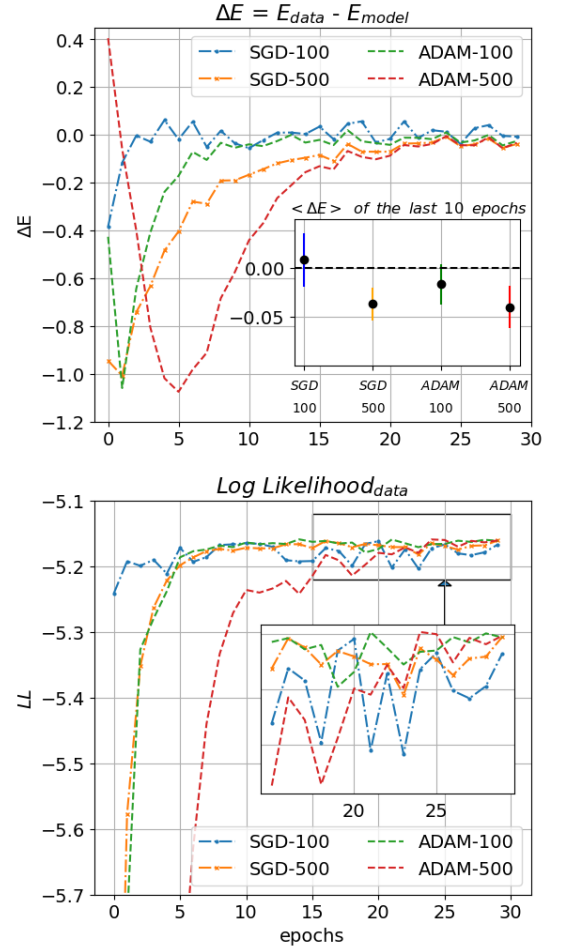 ΔE = E_data - E_model
SGD-100
SGD-500
ADAM-100
ADAM-500
0.4
0.2
0.0
−0.2
−0.4
−0.6
−0.8
−1.0
−1.2
ΔE
<ΔE> of the last 10 epochs
0.00
−0.05
SGD 100
SGD 500
ADAM 100
ADAM 500
0 5 10 15 20 25 30
Log Likelihood_data
−5.1
−5.2
−5.3
−5.4
−5.5
−5.6
−5.7
LL
20 25
SGD-100
SGD-500
ADAM-100
ADAM-500
0 5 10 15 20 25 30
epochs